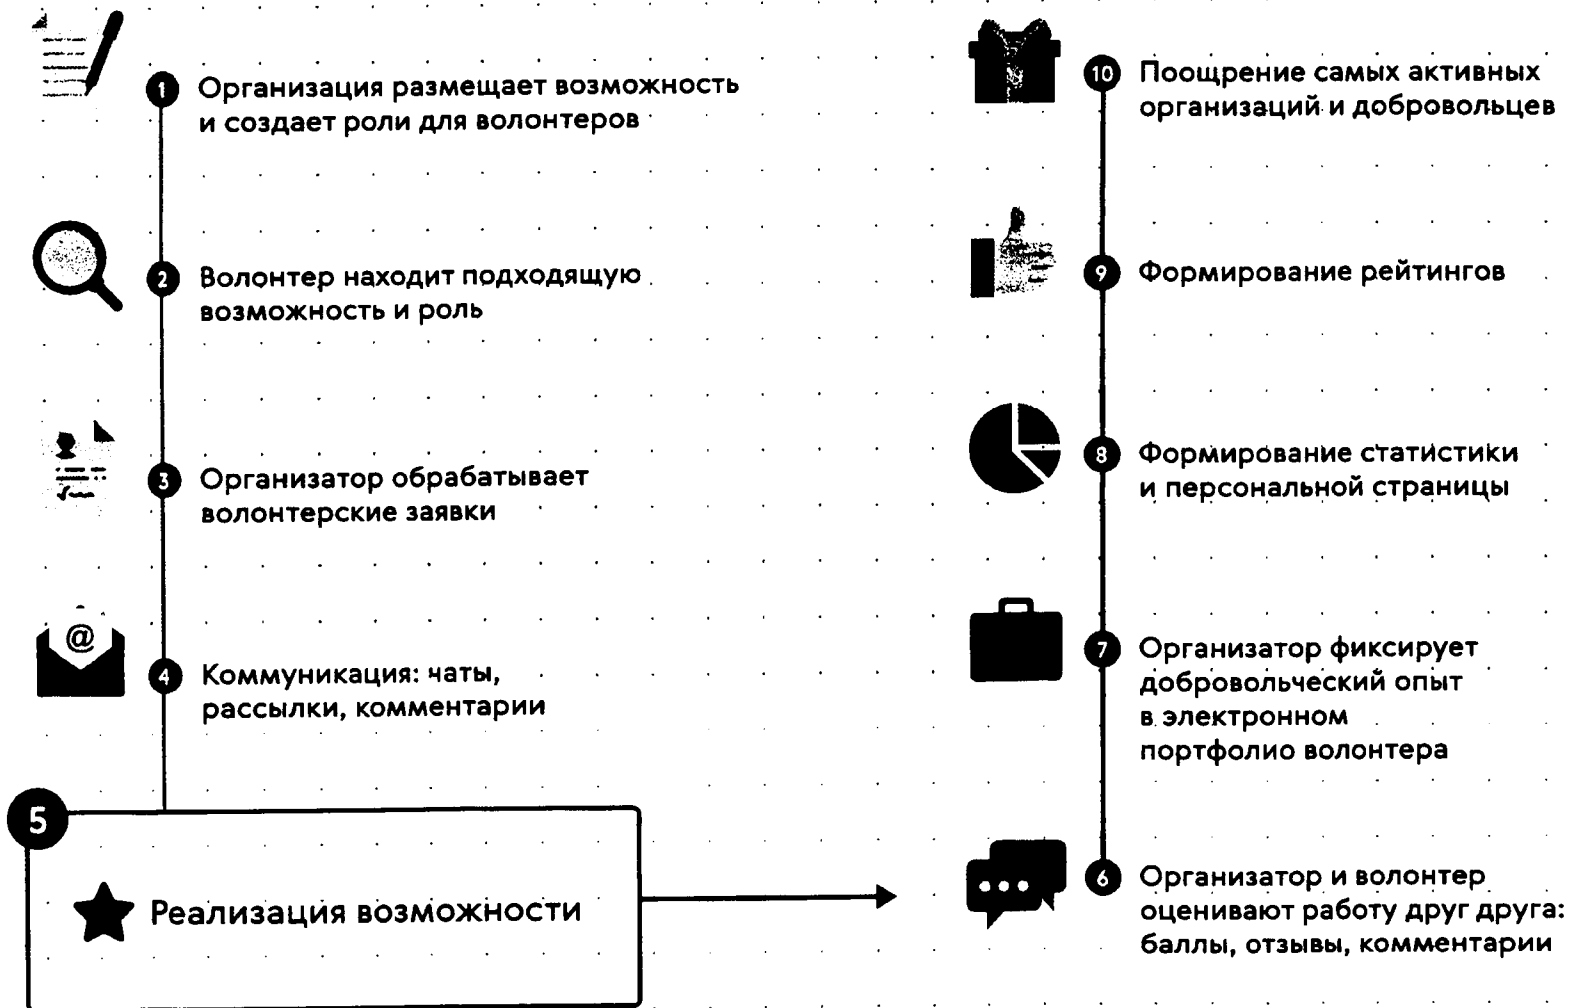 1 Организация размещает возможность
и создает роли для волонтеров
2 Волонтер находит подходящую
возможность и роль
3 Организатор обрабатывает
волонтерские заявки
@
4 Коммуникация: чаты,
рассылки, комментарии
5
Реализация возможности
10 Поощрение самых активных
организаций и добровольцев
9 Формирование рейтингов
8 Формирование статистики
и персональной страницы
7 Организатор фиксирует
добровольческий опыт
в электронном
портфолио волонтера
6 Организатор и волонтер
оценивают работу друг друга:
баллы, отзывы, комментарии